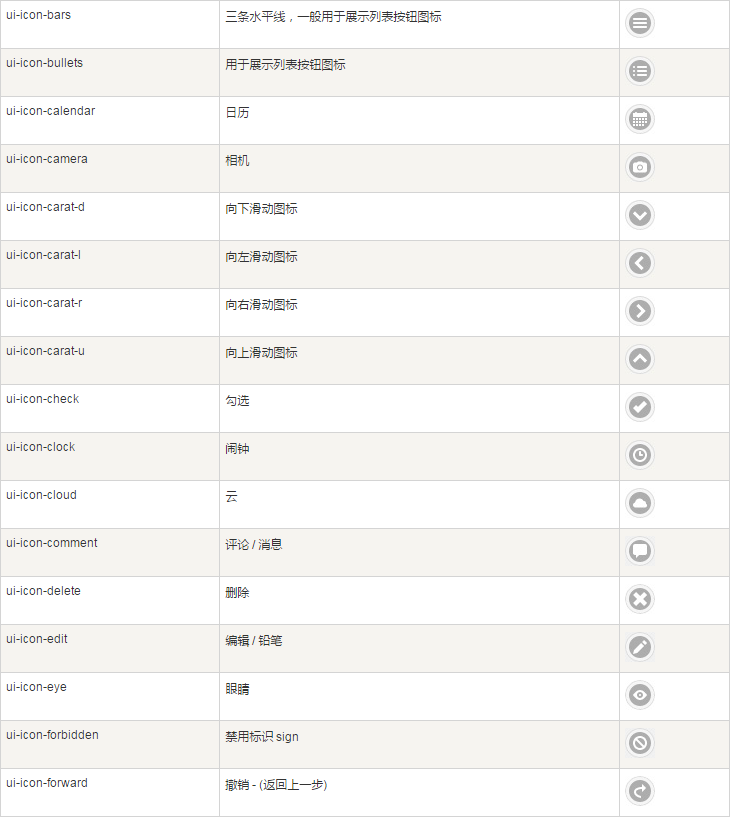 ui-icon-bars 三条水平线，一般用于展示列表按钮图标
ui-icon-bullets 用于展示列表按钮图标
ui-icon-calendar 日历
ui-icon-camera 相机
ui-icon-carat-d 向下滑动图标
ui-icon-carat-l 向左滑动图标
ui-icon-carat-r 向右滑动图标
ui-icon-carat-u 向上滑动图标
ui-icon-check 勾选
ui-icon-clock 闹钟
ui-icon-cloud 云
ui-icon-comment 评论 / 消息
ui-icon-delete 删除
ui-icon-edit 编辑 / 铅笔
ui-icon-eye 眼睛
ui-icon-forbidden 禁用标识 sign
ui-icon-forward 撤销 - (返回上一步)